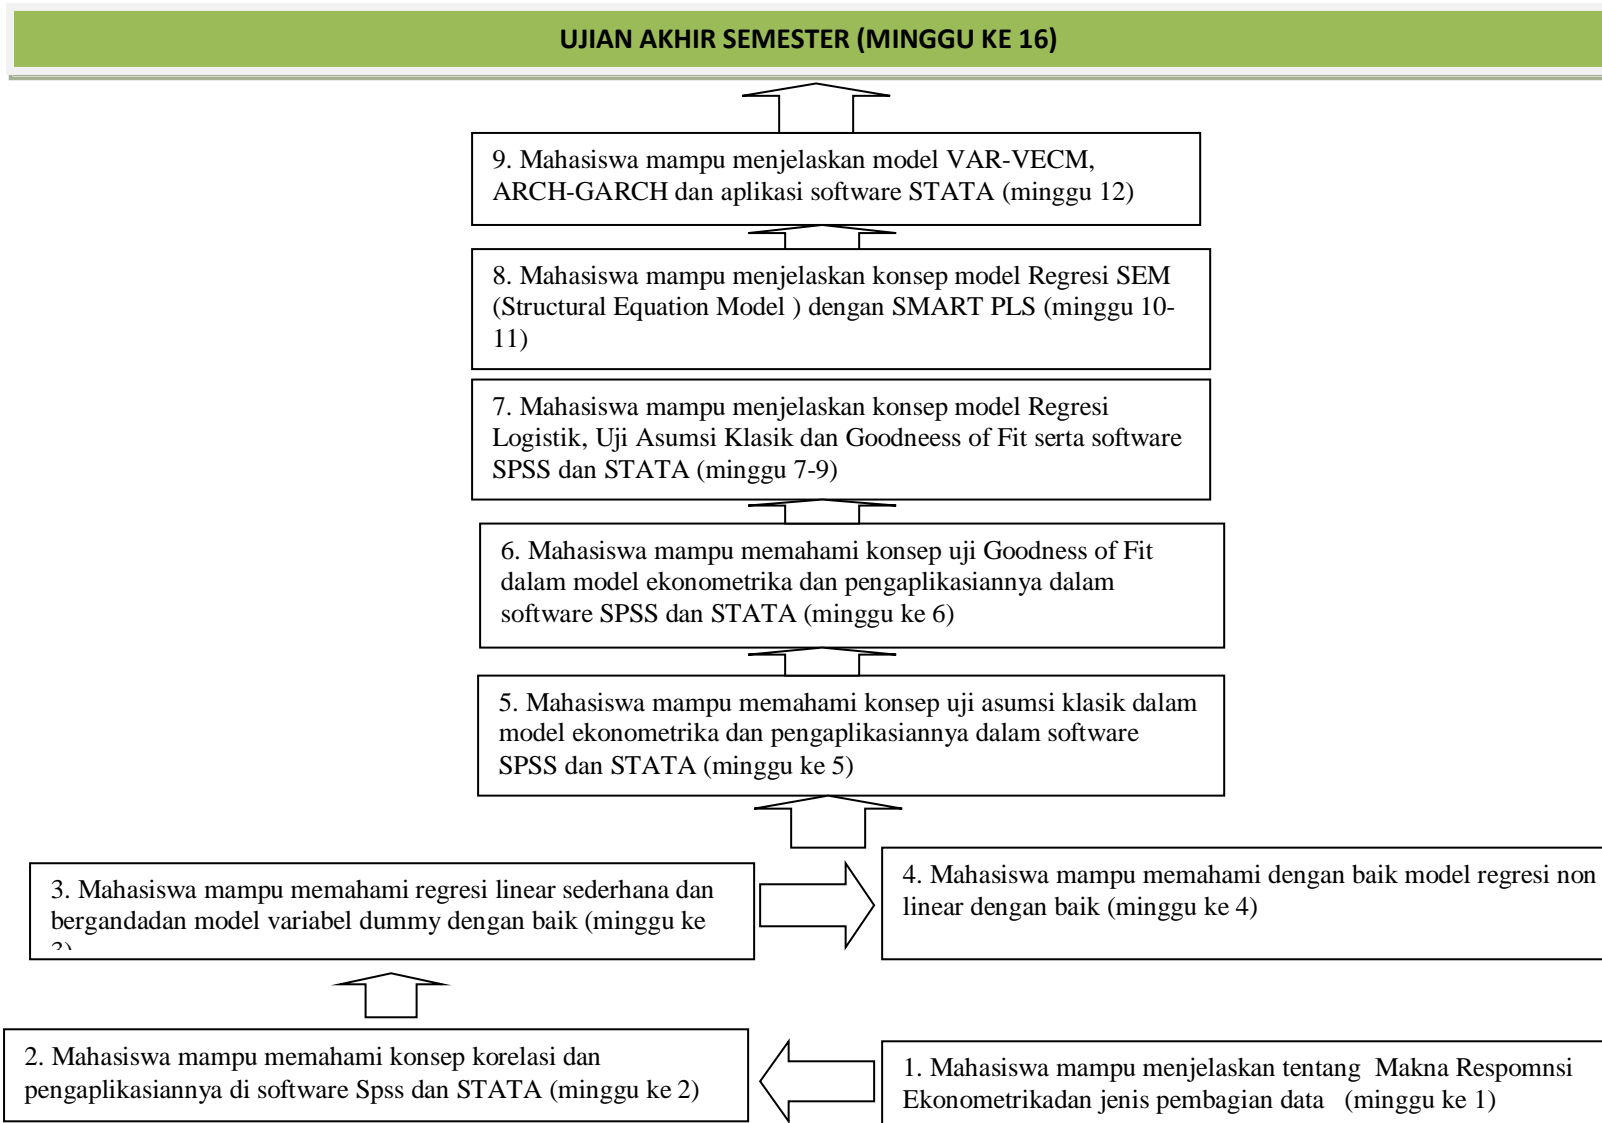 UJIAN AKHIR SEMESTER (MINGGU KE 16)
9. Mahasiswa mampu menjelaskan model VAR-VECM,
ARCH-GARCH dan aplikasi software STATA (minggu 12)
8. Mahasiswa mampu menjelaskan konsep model Regresi SEM
(Structural Equation Model ) dengan SMART PLS (minggu 10-
11)
7. Mahasiswa mampu menjelaskan konsep model Regresi
Logistik, Uji Asumsi Klasik dan Goodneess of Fit serta software
SPSS dan STATA (minggu 7-9)
6. Mahasiswa mampu memahami konsep uji Goodness of Fit
dalam model ekonometrika dan pengaplikasiannya dalam
software SPSS dan STATA (minggu ke 6)
5. Mahasiswa mampu memahami konsep uji asumsi klasik dalam
model ekonometrika dan pengaplikasiannya dalam software
SPSS dan STATA (minggu ke 5)
3. Mahasiswa mampu memahami regresi linear sederhana dan
bergandadan model variabel dummy dengan baik (minggu ke
3)
4. Mahasiswa mampu memahami dengan baik model regresi non
linear dengan baik (minggu ke 4)
2. Mahasiswa mampu memahami konsep korelasi dan
pengaplikasiannya di software Spss dan STATA (minggu ke 2)
1. Mahasiswa mampu menjelaskan tentang Makna Respomnsi
Ekonometrikadan jenis pembagian data (minggu ke 1)